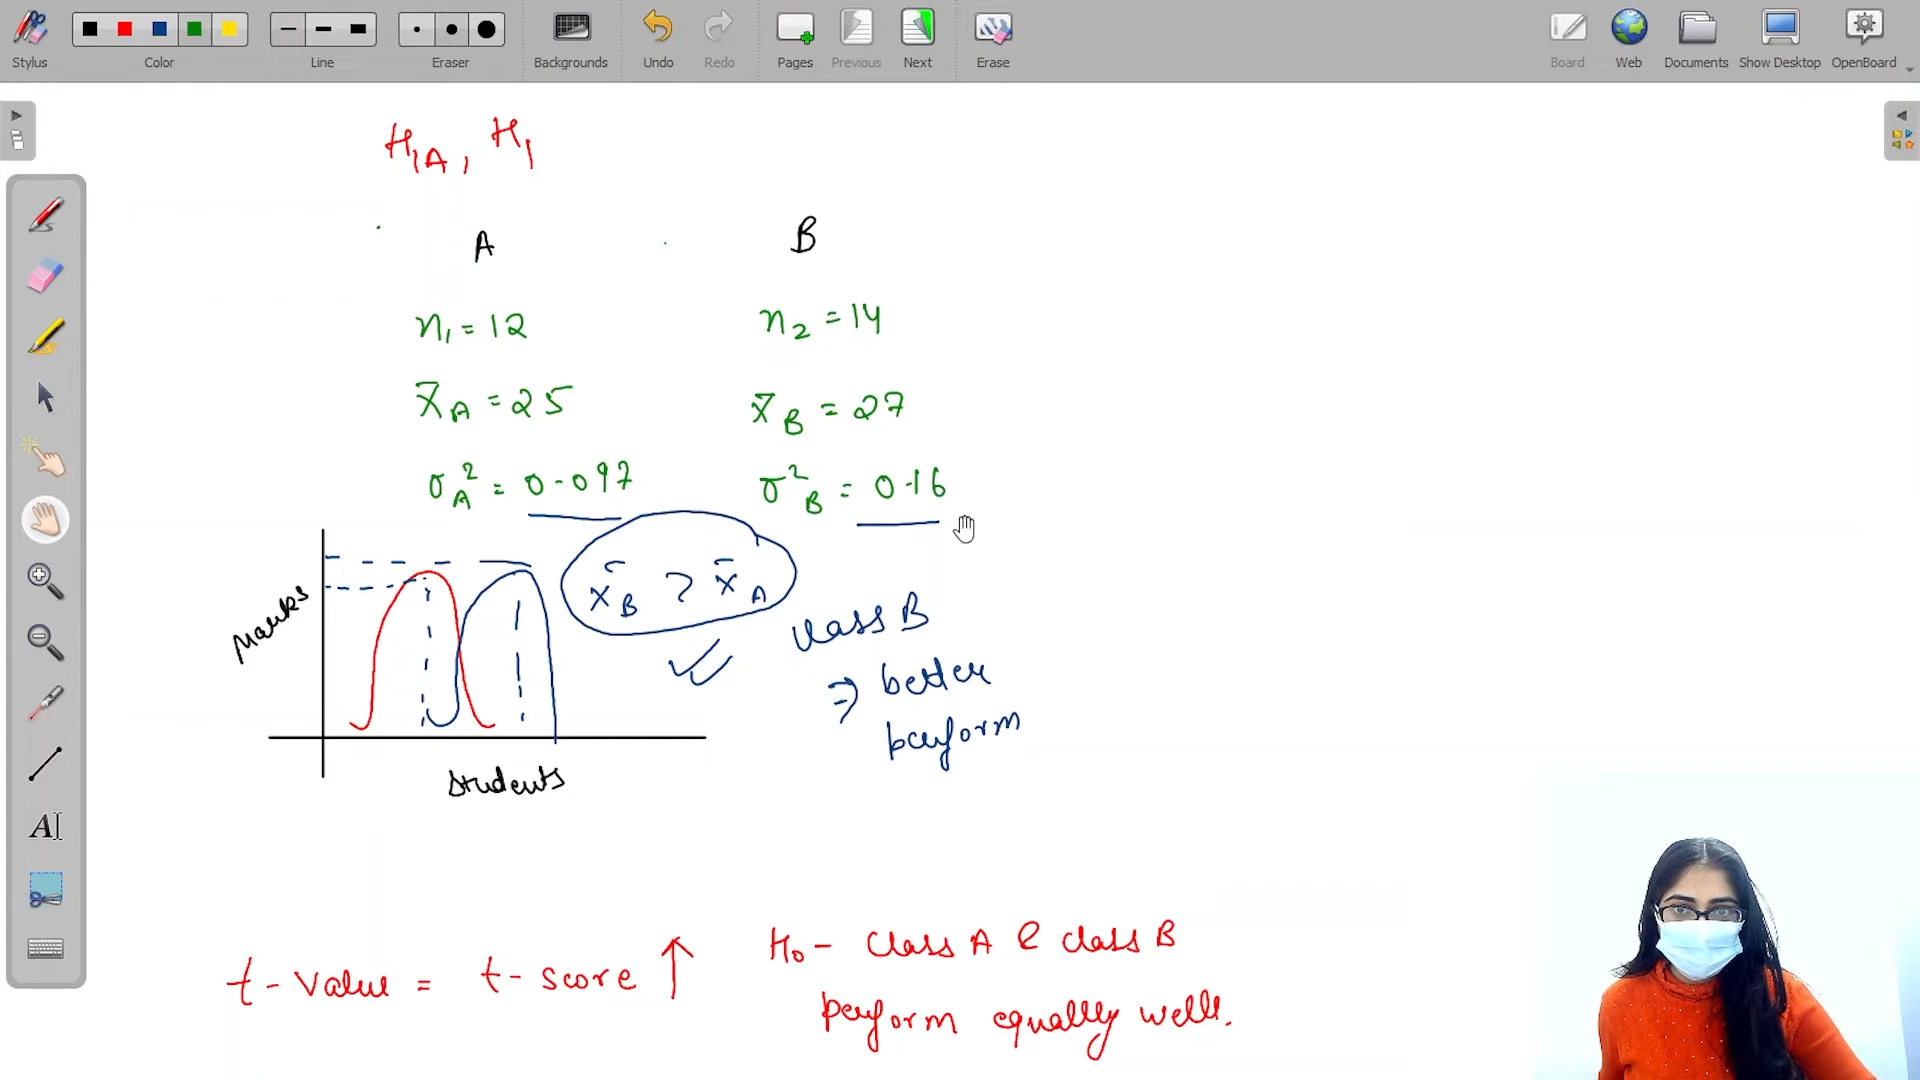 Stylus Color Line Eraser Backgrounds Undo Redo Pages Previous Next Erase Board Web Documents Show Desktop OpenBoard
H1A, H1
A B
n1 = 12 n2 = 14
x̄A = 25 x̄B = 27
σA² = 0.097 σ²B = 0.16
x̄B > x̄A
Marks
class B
⇒ better
perform
students
t-value = t-score ↑
H0 - class A & class B
perform equally well.